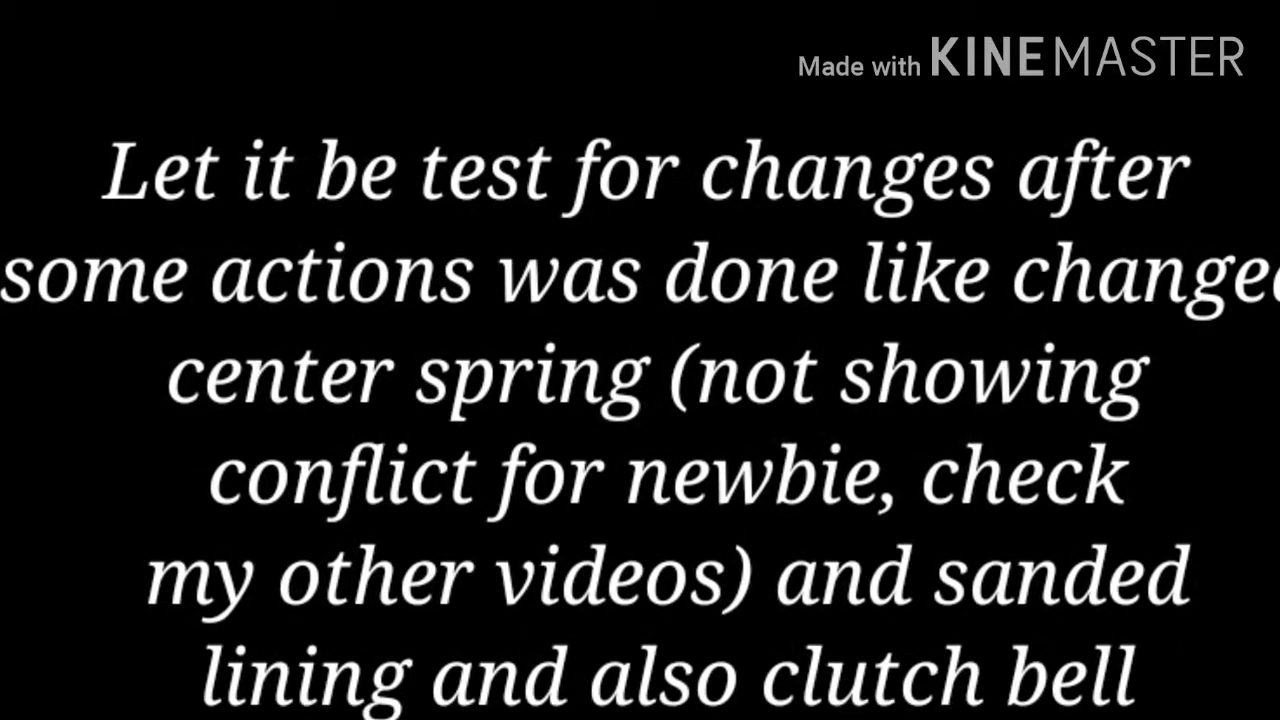 Made with KINEMASTER
Let it be test for changes after
some actions was done like changed
center spring (not showing
conflict for newbie, check
my other videos) and sanded
lining and also clutch bell